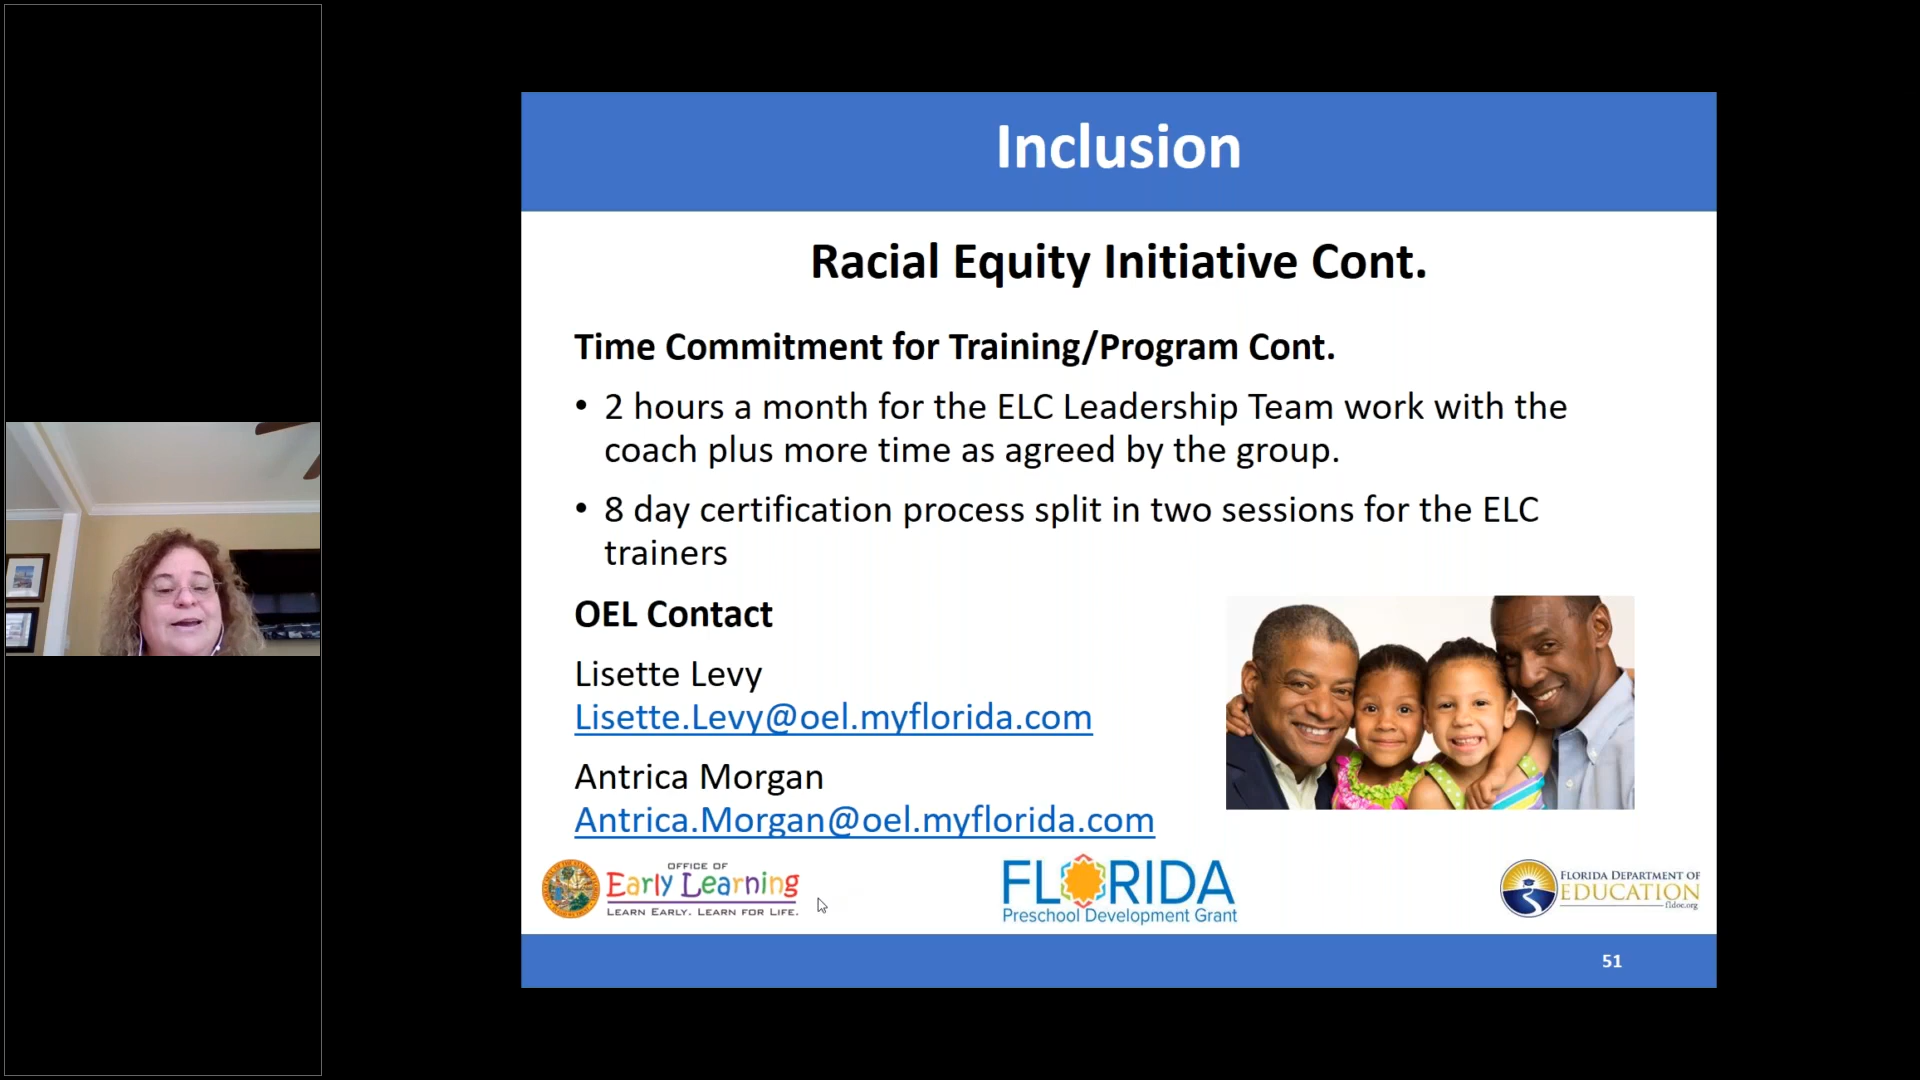 Inclusion
Racial Equity Initiative Cont.
Time Commitment for Training/Program Cont.
• 2 hours a month for the ELC Leadership Team work with the
coach plus more time as agreed by the group.
• 8 day certification process split in two sessions for the ELC
trainers
OEL Contact
Lisette Levy
Lisette.Levy@oel.myflorida.com
Antrica Morgan
Antrica.Morgan@oel.myflorida.com
OFFICE OF
Early Learning
LEARN EARLY. LEARN FOR LIFE.
FLORIDA
Preschool Development Grant
FLORIDA DEPARTMENT OF
EDUCATION
fldoe.org
51